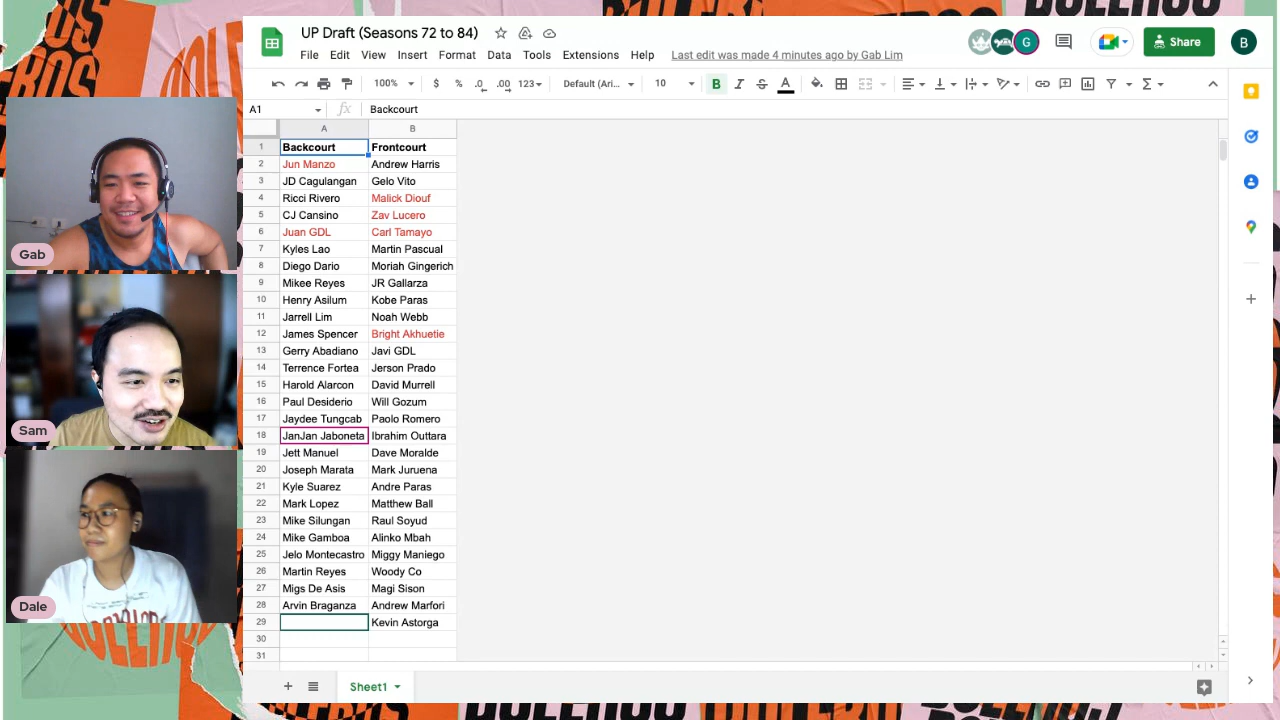 UP Draft (Seasons 72 to 84)
File Edit View Insert Format Data Tools Extensions Help Last edit was made 4 minutes ago by Gab Lim
G
Share
B
100% $ % .0 .00 123 Default (Ari... 10 B I S A
A1 fx Backcourt
A B
1 Backcourt Frontcourt
2 Jun Manzo Andrew Harris
3 JD Cagulangan Gelo Vito
4 Ricci Rivero Malick Diouf
5 CJ Cansino Zav Lucero
6 Juan GDL Carl Tamayo
7 Kyles Lao Martin Pascual
8 Diego Dario Moriah Gingerich
9 Mikee Reyes JR Gallarza
10 Henry Asilum Kobe Paras
11 Jarrell Lim Noah Webb
12 James Spencer Bright Akhuetie
13 Gerry Abadiano Javi GDL
14 Terrence Fortea Jerson Prado
15 Harold Alarcon David Murrell
16 Paul Desiderio Will Gozum
17 Jaydee Tungcab Paolo Romero
18 JanJan Jaboneta Ibrahim Outtara
19 Jett Manuel Dave Moralde
20 Joseph Marata Mark Juruena
21 Kyle Suarez Andre Paras
22 Mark Lopez Matthew Ball
23 Mike Silungan Raul Soyud
24 Mike Gamboa Alinko Mbah
25 Jelo Montecastro Miggy Maniego
26 Martin Reyes Woody Co
27 Migs De Asis Magi Sison
28 Arvin Braganza Andrew Marfori
29 Kevin Astorga
30
31
Sheet1
Gab
Sam
Dale